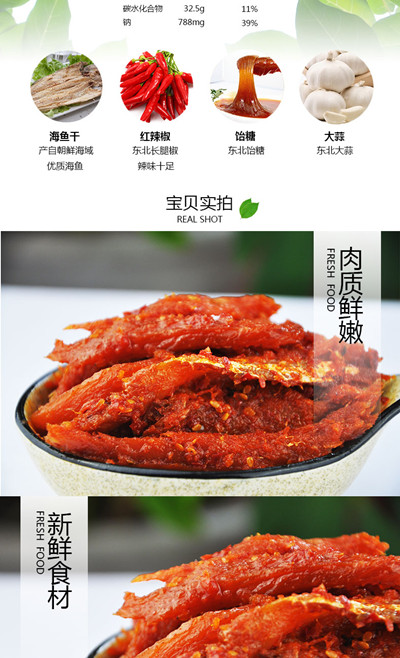 碳水化合物 32.5g 11%
钠 788mg 39%
海鱼干
产自朝鲜海域
优质海鱼
红辣椒
东北长腿椒
辣味十足
饴糖
东北饴糖
大蒜
东北大蒜
宝贝实拍
REAL SHOT
肉质鲜嫩
FRESH FOOD
新鲜食材
FRESH FOOD